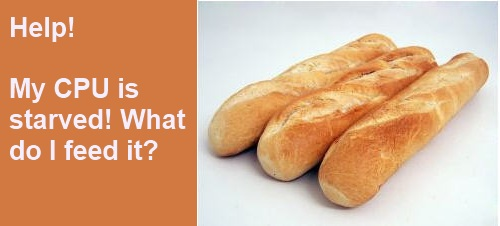 Help!
My CPU is
starved! What
do I feed it?